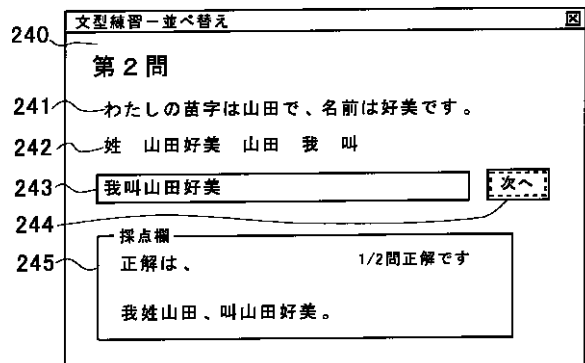 文型練習－並べ替え
240
第2問
241 わたしの苗字は山田で、名前は好美です。
242 姓 山田好美 山田 我 叫
243 我叫山田好美 次へ
244
採点欄
245 正解は、 1/2問正解です
我姓山田、叫山田好美。